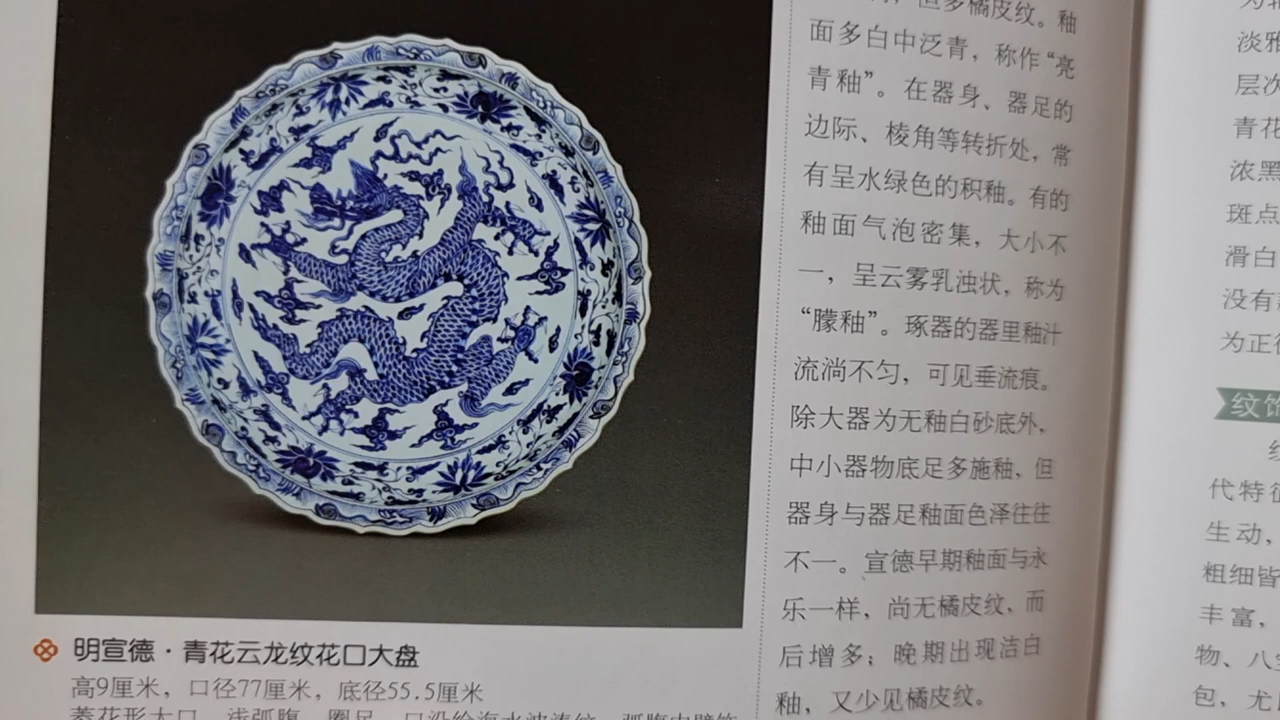 明宣德·青花云龙纹花口大盘
高9厘米，口径77厘米，底径55.5厘米
但多橘皮纹。釉
面多白中泛青，称作“亮
青釉”。在器身、器足的
边际、棱角等转折处，常
有呈水绿色的积釉。有的
釉面气泡密集，大小不
一，呈云雾乳浊状，称为
“朦釉”。琢器的器里釉汁
流淌不匀，可见垂流痕。
除大器为无釉白砂底外，
中小器物底足多施釉，但
器身与器足釉面色泽往往
不一。宣德早期釉面与永
乐一样，尚无橘皮纹，而
后增多；晚期出现洁白
釉，又少见橘皮纹。
淡雅
层次
青花
浓黑
斑点
滑白
没有
为正
纹饰
代特征
生动，
粗细皆
丰富，
物、八宝
包，尤